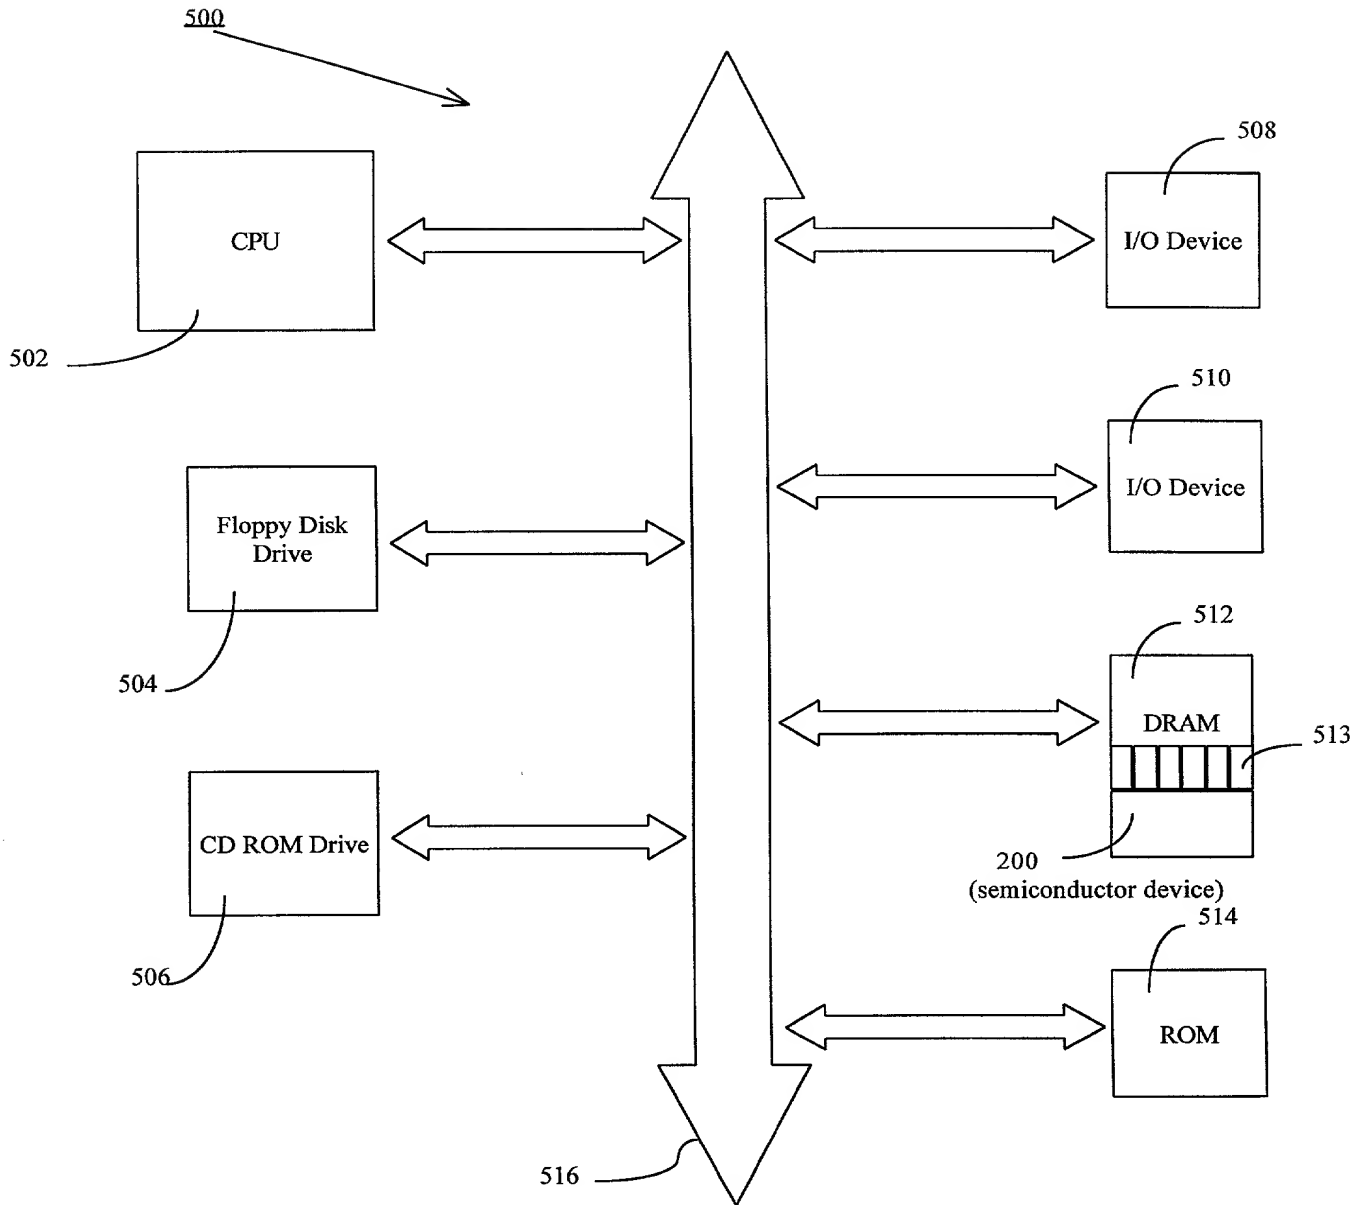 500
508
CPU
I/O Device
502
510
I/O Device
Floppy Disk
Drive
512
504
DRAM
513
CD ROM Drive
200
(semiconductor device)
514
506
ROM
516